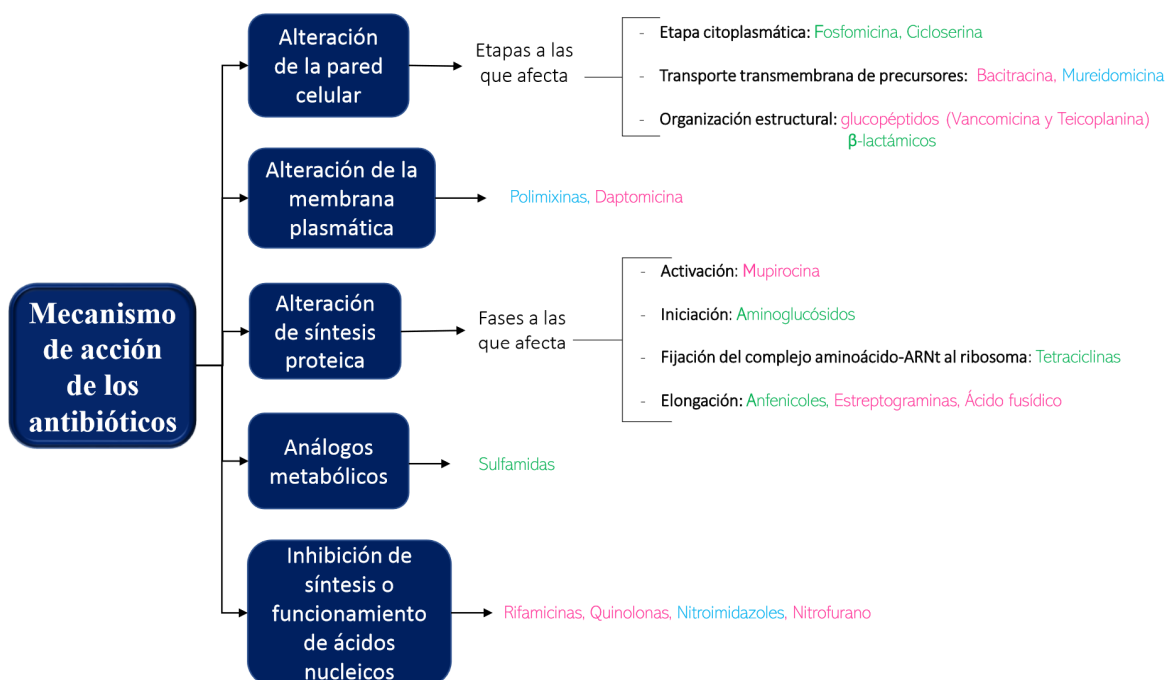 Mecanismo
de acción
de los
antibióticos
Alteración
de la pared
celular
Etapas a las
que afecta
- Etapa citoplasmática: Fosfomicina, Cicloserina
- Transporte transmembrana de precursores: Bacitracina, Mureidomicina
- Organización estructural: glucopéptidos (Vancomicina y Teicoplanina)
β-lactámicos
Alteración de la
membrana
plasmática
Polimixinas, Daptomicina
Alteración
de síntesis
proteica
Fases a las
que afecta
- Activación: Mupirocina
- Iniciación: Aminoglucósidos
- Fijación del complejo aminoácido-ARNt al ribosoma: Tetraciclinas
- Elongación: Anfenicoles, Estreptograminas, Ácido fusídico
Análogos
metabólicos
Sulfamidas
Inhibición de
síntesis o
funcionamiento
de ácidos
nucleicos
Rifamicinas, Quinolonas, Nitroimidazoles, Nitrofurano